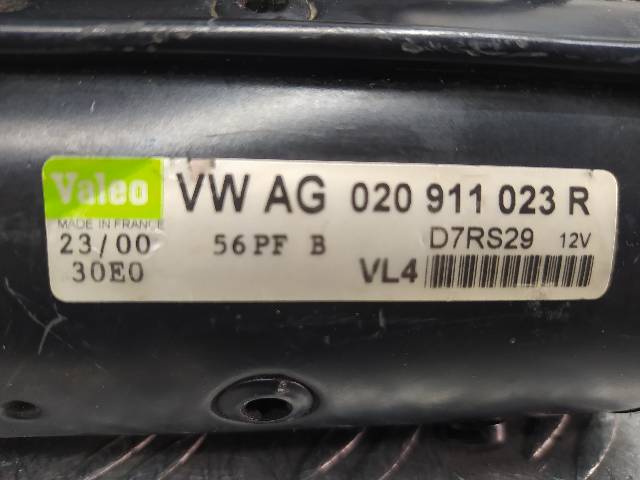 Valeo VW AG 020 911 023 R
MADE IN FRANCE
23/00 56PF B D7RS29 12V
30E0 VL4